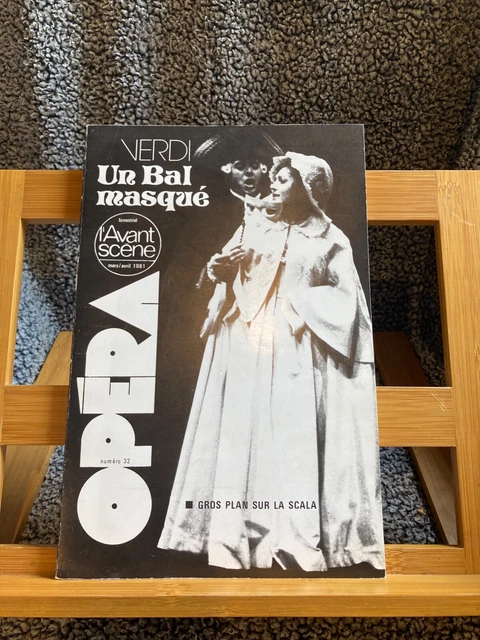 VERDI
Un Bal
masqué
bimestriel
l'Avant
scène
mars/avril 1981
OPÉRA
numéro 32
■ GROS PLAN SUR LA SCALA